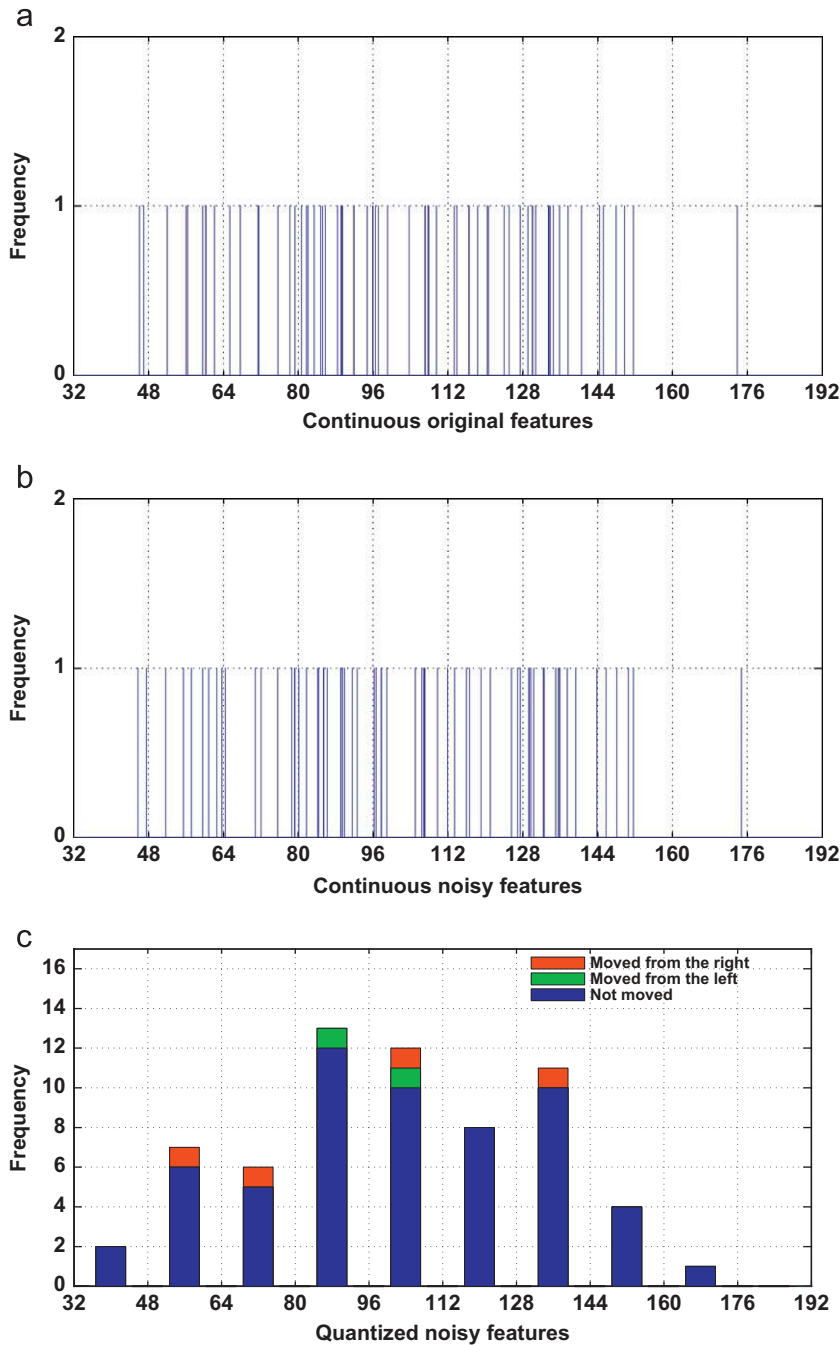 a
2
1
0
Frequency
32 48 64 80 96 112 128 144 160 176 192
Continuous original features
b
2
1
0
Frequency
32 48 64 80 96 112 128 144 160 176 192
Continuous noisy features
c
16
14
12
10
8
6
4
2
0
Frequency
Moved from the right
Moved from the left
Not moved
32 48 64 80 96 112 128 144 160 176 192
Quantized noisy features